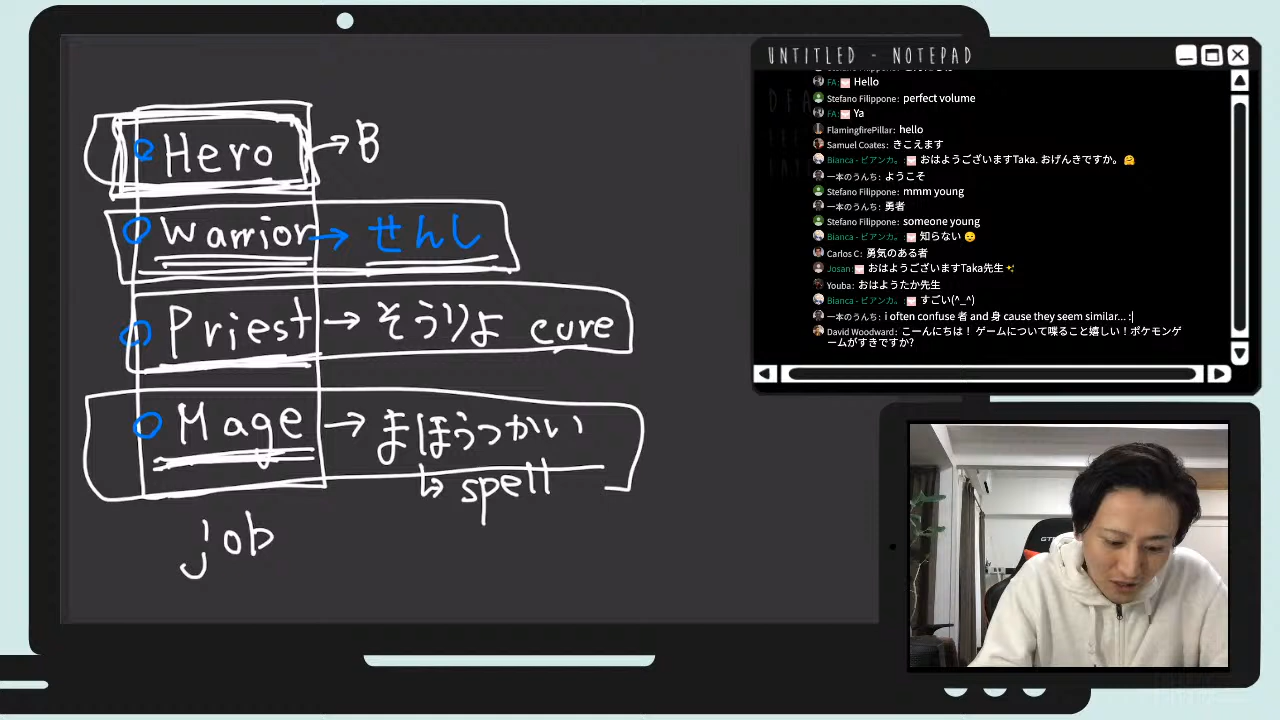 Hero → B
Warrior → せんし
Priest → そうりよ cure
Mage → まほうつかい
↳ spell
job
UNTITLED - NOTEPAD
FA: Hello
Stefano Filippone: perfect volume
FA: Ya
FlamingfirePillar: hello
Samuel Coates: きこえます
Bianca - ビアンカ。: おはようございますTaka. おげんきですか。🤗
一本のうんち: ようこそ
Stefano Filippone: mmm young
一本のうんち: 勇者
Stefano Filippone: someone young
Bianca - ビアンカ。: 知らない 😔
Carlos C: 勇気のある者
Josan: おはようございますTaka先生✨
Youba: おはようたか先生
Bianca - ビアンカ。: すごい(^_^)
一本のうんち: i often confuse 者 and 身 cause they seem similar... :|
David Woodward: こーんにちは！ ゲームについて喋ること嬉しい！ポケモンゲ
ームがすきですか?